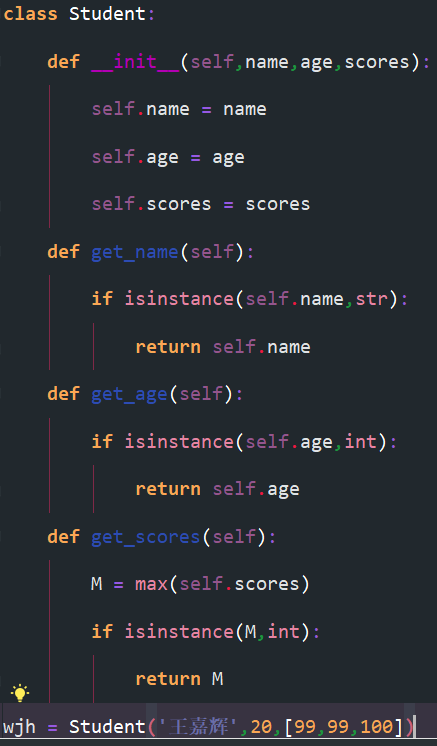 class Student:
    def __init__(self,name,age,scores):
        self.name = name
        self.age = age
        self.scores = scores
    def get_name(self):
        if isinstance(self.name,str):
            return self.name
    def get_age(self):
        if isinstance(self.age,int):
            return self.age
    def get_scores(self):
        M = max(self.scores)
        if isinstance(M,int):
            return M
wjh = Student('王嘉辉',20,[99,99,100])